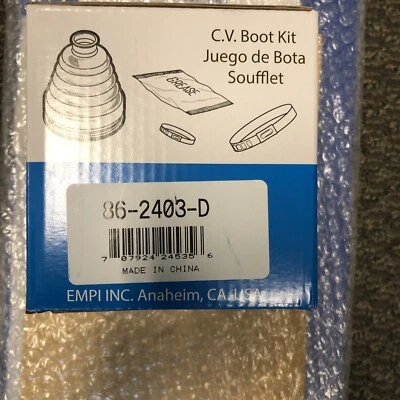 C.V. Boot Kit
Juego de Bota
Soufflet
GREASE
86-2403-D
7 07924 24535 6
MADE IN CHINA
EMPI INC. Anaheim, CA. USA